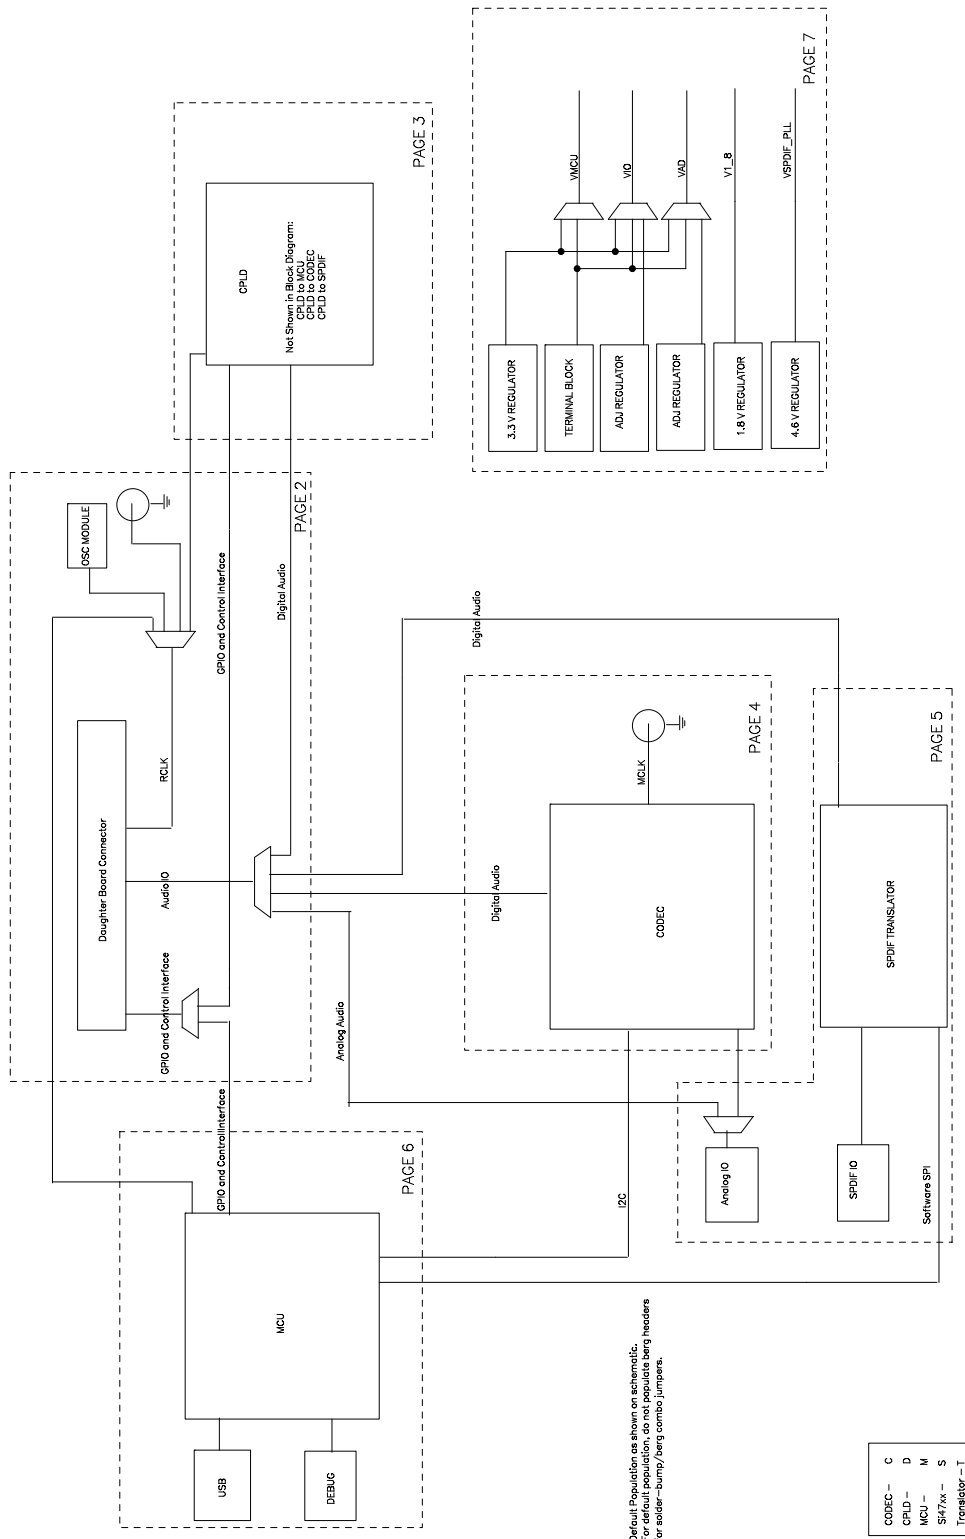 PAGE 6
USB
DEBUG
MCU
GPIO and Control Interface
PAGE 2
Daughter Board Connector
GPIO and Control Interface
Audio IO
RCLK
OSC MODULE
GPIO and Control Interface
Digital Audio
Analog Audio
PAGE 3
CPLD
Not Shown in Block Diagram:
CPLD to MCU
CPLD to CODEC
CPLD to SPDIF
Digital Audio
Digital Audio
PAGE 4
CODEC
MCLK
I2C
PAGE 5
Analog IO
SPDIF IO
SPDIF TRANSLATOR
Software SPI
PAGE 7
3.3 V REGULATOR
TERMINAL BLOCK
ADJ REGULATOR
ADJ REGULATOR
1.8 V REGULATOR
4.6 V REGULATOR
VMCU
VIO
VAD
V1_8
VSPDIF_PLL
Default Population as shown on schematic.
For default population, do not populate berg headers
or solder-bump/berg combo jumpers.
CODEC - C
CPLD - D
MCU - M
Si47xx - S
Translator - T